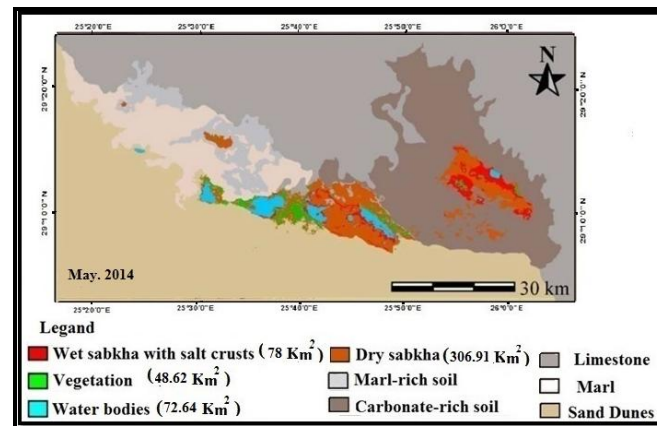 25°20'0"E 25°30'0"E 25°40'0"E 25°50'0"E 26°0'0"E
N
29°20'0"N 29°20'0"N
29°10'0"N 29°10'0"N
May. 2014
30 km
25°20'0"E 25°30'0"E 25°40'0"E 25°50'0"E 26°0'0"E
Legand
Wet sabkha with salt crusts (78 Km²) Dry sabkha (306.91 Km²) Limestone
Vegetation (48.62 Km²) Marl-rich soil Marl
Water bodies (72.64 Km²) Carbonate-rich soil Sand Dunes